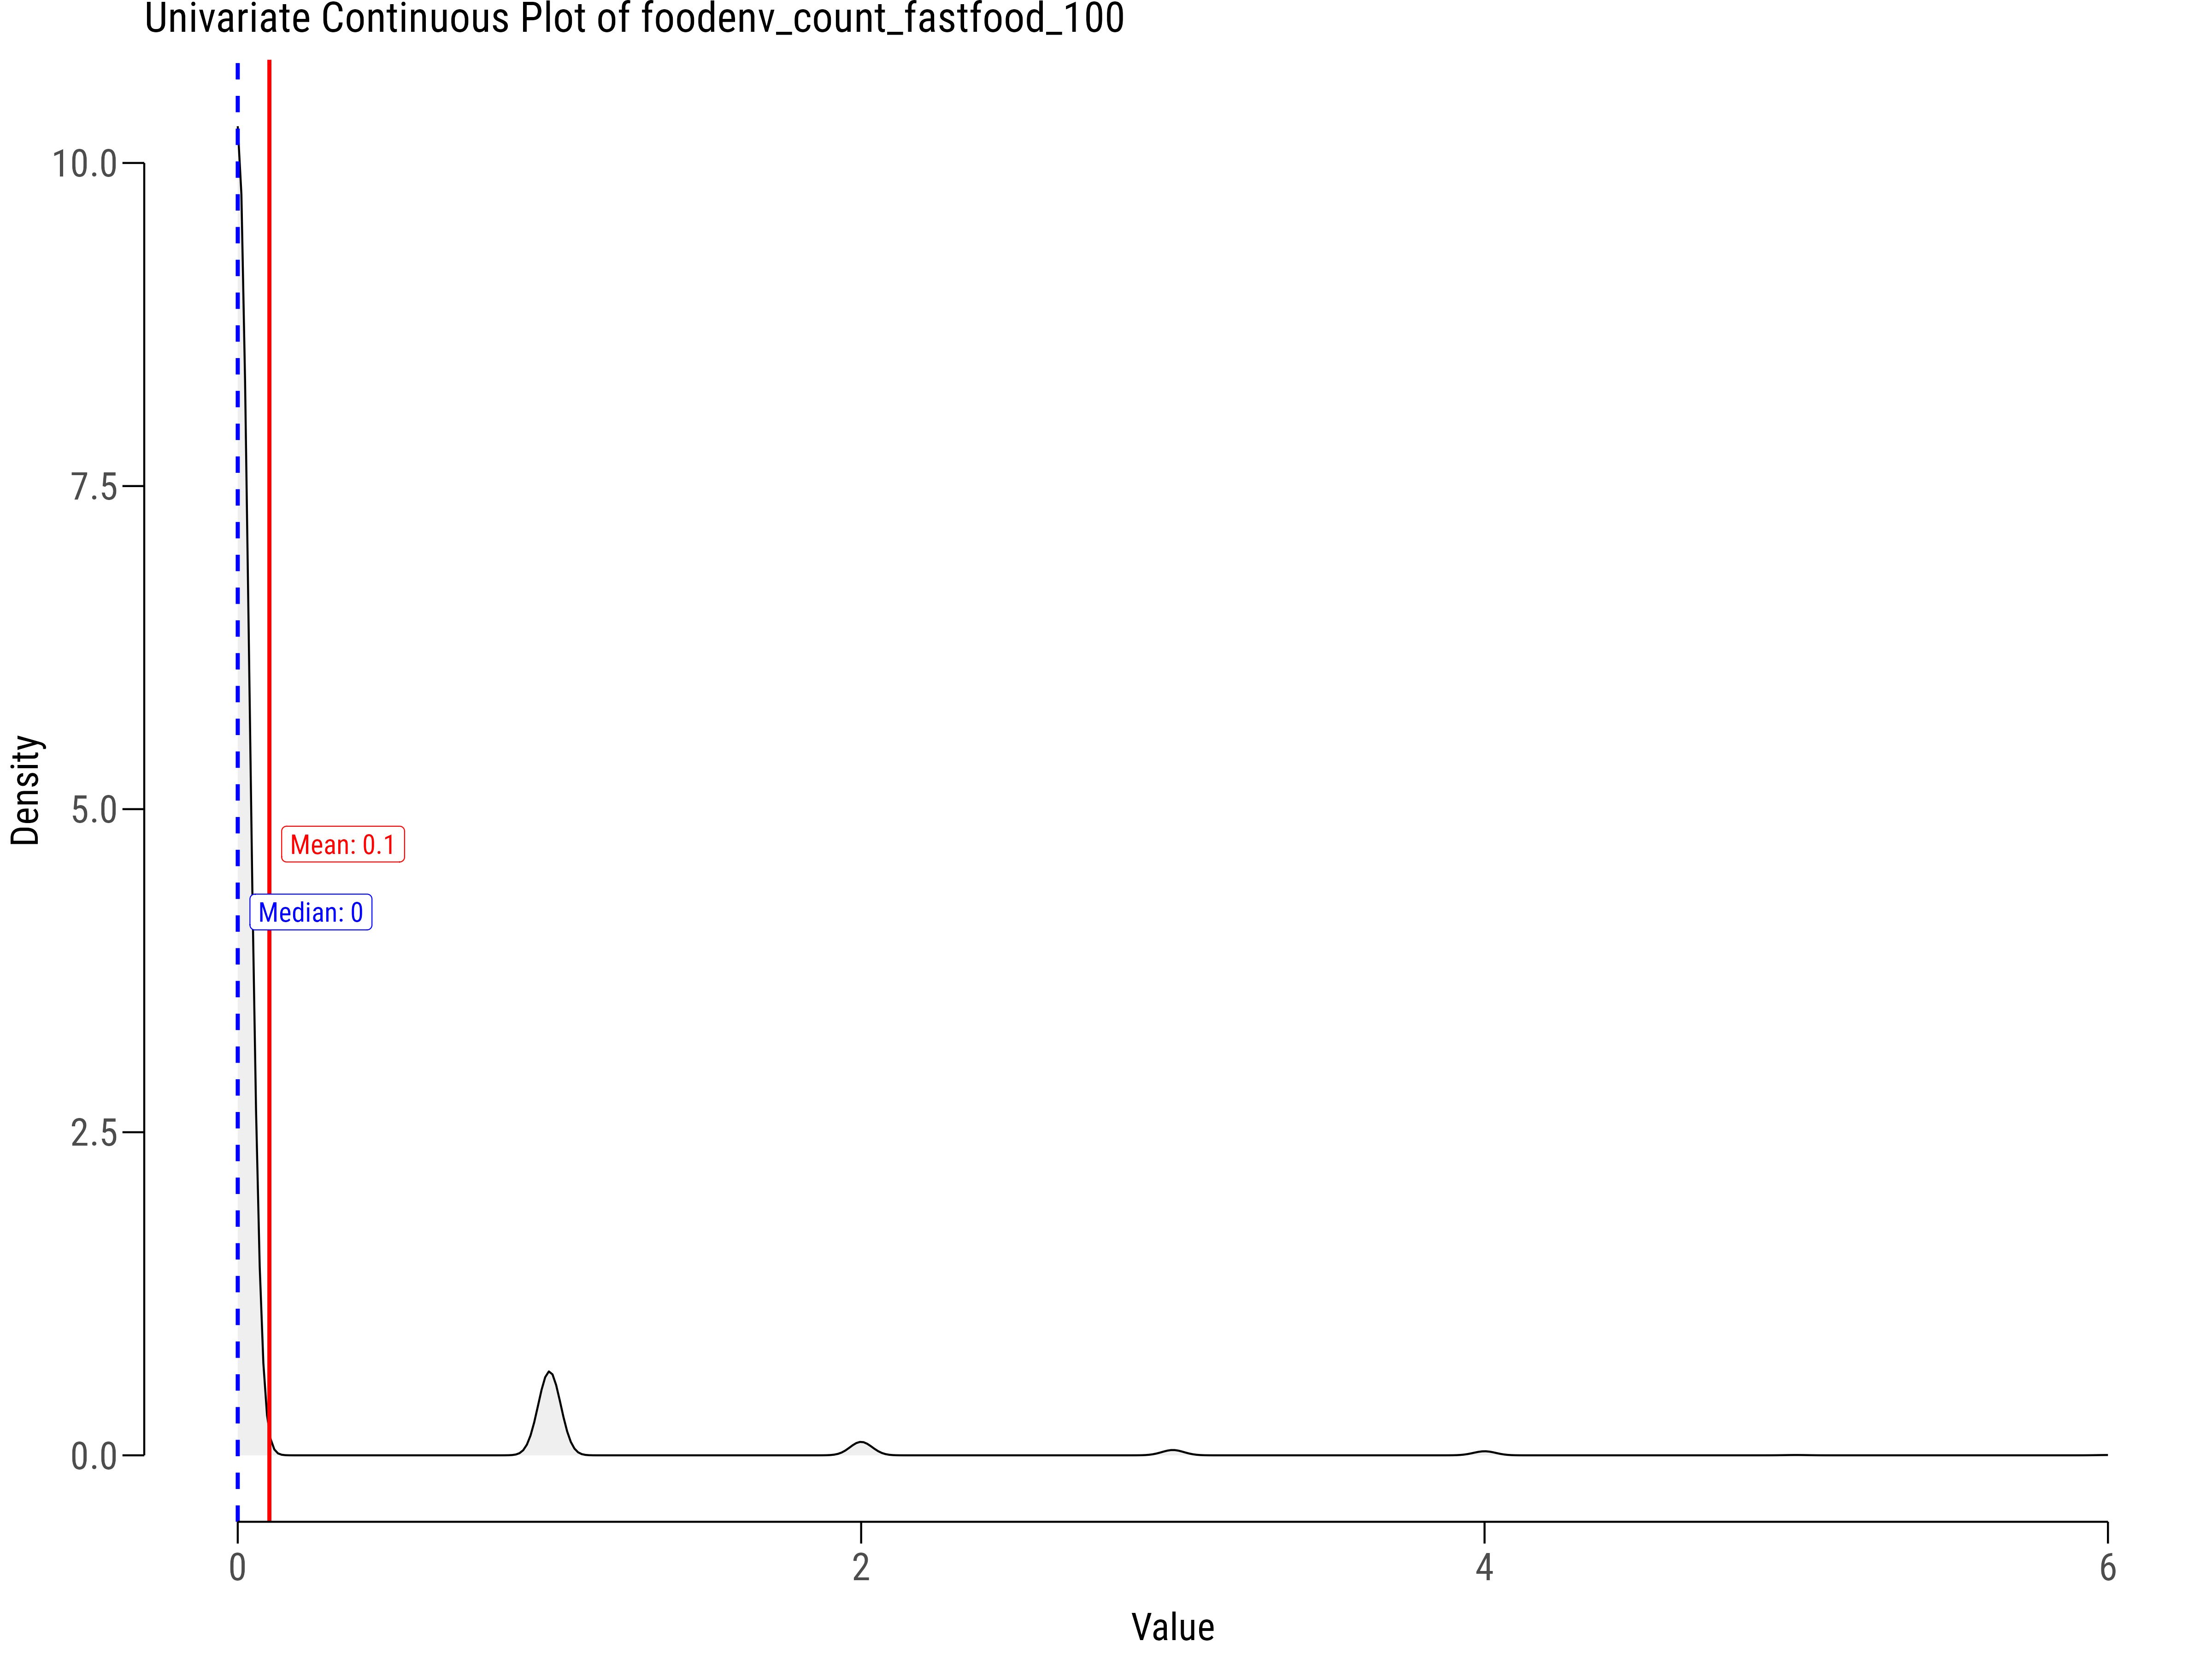 Univariate Continuous Plot of foodenv_count_fastfood_100
10.0
7.5
5.0
2.5
0.0
Density
Mean: 0.1
Median: 0
0
2
4
6
Value